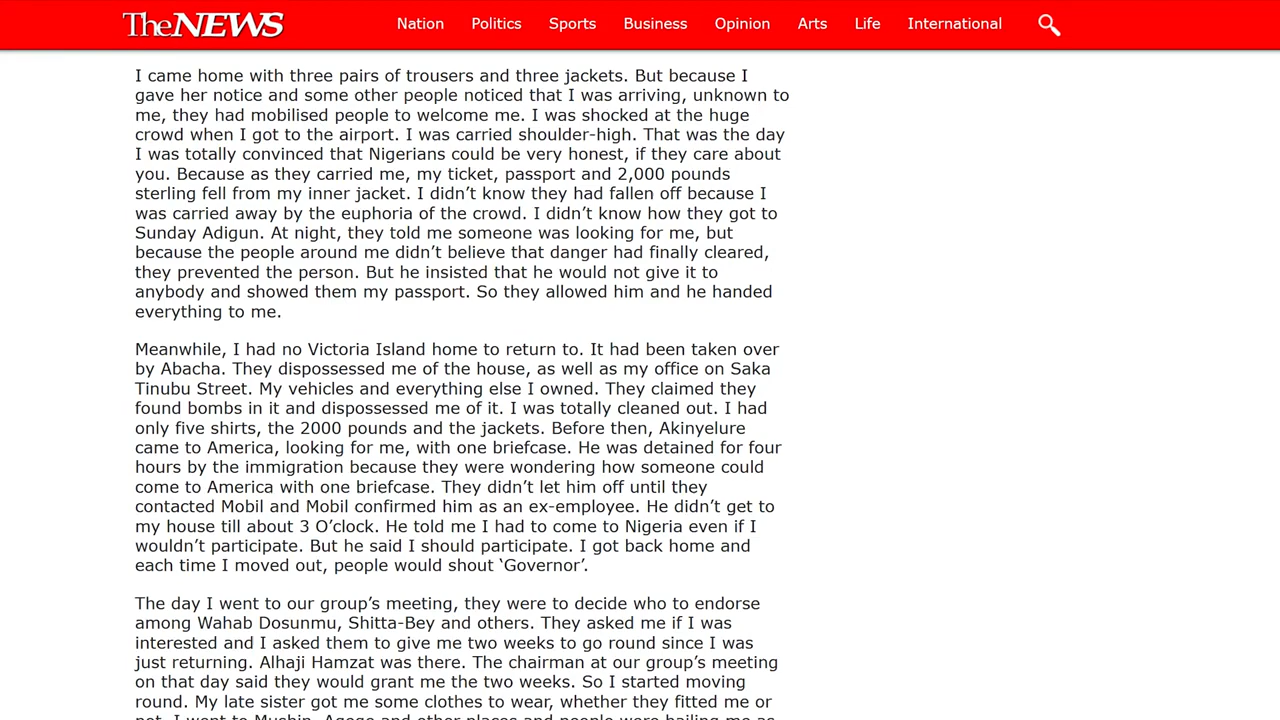 TheNEWS Nation Politics Sports Business Opinion Arts Life International
I came home with three pairs of trousers and three jackets. But because I
gave her notice and some other people noticed that I was arriving, unknown to
me, they had mobilised people to welcome me. I was shocked at the huge
crowd when I got to the airport. I was carried shoulder-high. That was the day
I was totally convinced that Nigerians could be very honest, if they care about
you. Because as they carried me, my ticket, passport and 2,000 pounds
sterling fell from my inner jacket. I didn’t know they had fallen off because I
was carried away by the euphoria of the crowd. I didn’t know how they got to
Sunday Adigun. At night, they told me someone was looking for me, but
because the people around me didn’t believe that danger had finally cleared,
they prevented the person. But he insisted that he would not give it to
anybody and showed them my passport. So they allowed him and he handed
everything to me.
Meanwhile, I had no Victoria Island home to return to. It had been taken over
by Abacha. They dispossessed me of the house, as well as my office on Saka
Tinubu Street. My vehicles and everything else I owned. They claimed they
found bombs in it and dispossessed me of it. I was totally cleaned out. I had
only five shirts, the 2000 pounds and the jackets. Before then, Akinyelure
came to America, looking for me, with one briefcase. He was detained for four
hours by the immigration because they were wondering how someone could
come to America with one briefcase. They didn’t let him off until they
contacted Mobil and Mobil confirmed him as an ex-employee. He didn’t get to
my house till about 3 O’clock. He told me I had to come to Nigeria even if I
wouldn’t participate. But he said I should participate. I got back home and
each time I moved out, people would shout ‘Governor’.
The day I went to our group’s meeting, they were to decide who to endorse
among Wahab Dosunmu, Shitta-Bey and others. They asked me if I was
interested and I asked them to give me two weeks to go round since I was
just returning. Alhaji Hamzat was there. The chairman at our group’s meeting
on that day said they would grant me the two weeks. So I started moving
round. My late sister got me some clothes to wear, whether they fitted me or
not. I went to Mushin, Agege and other places and people were hailing me as